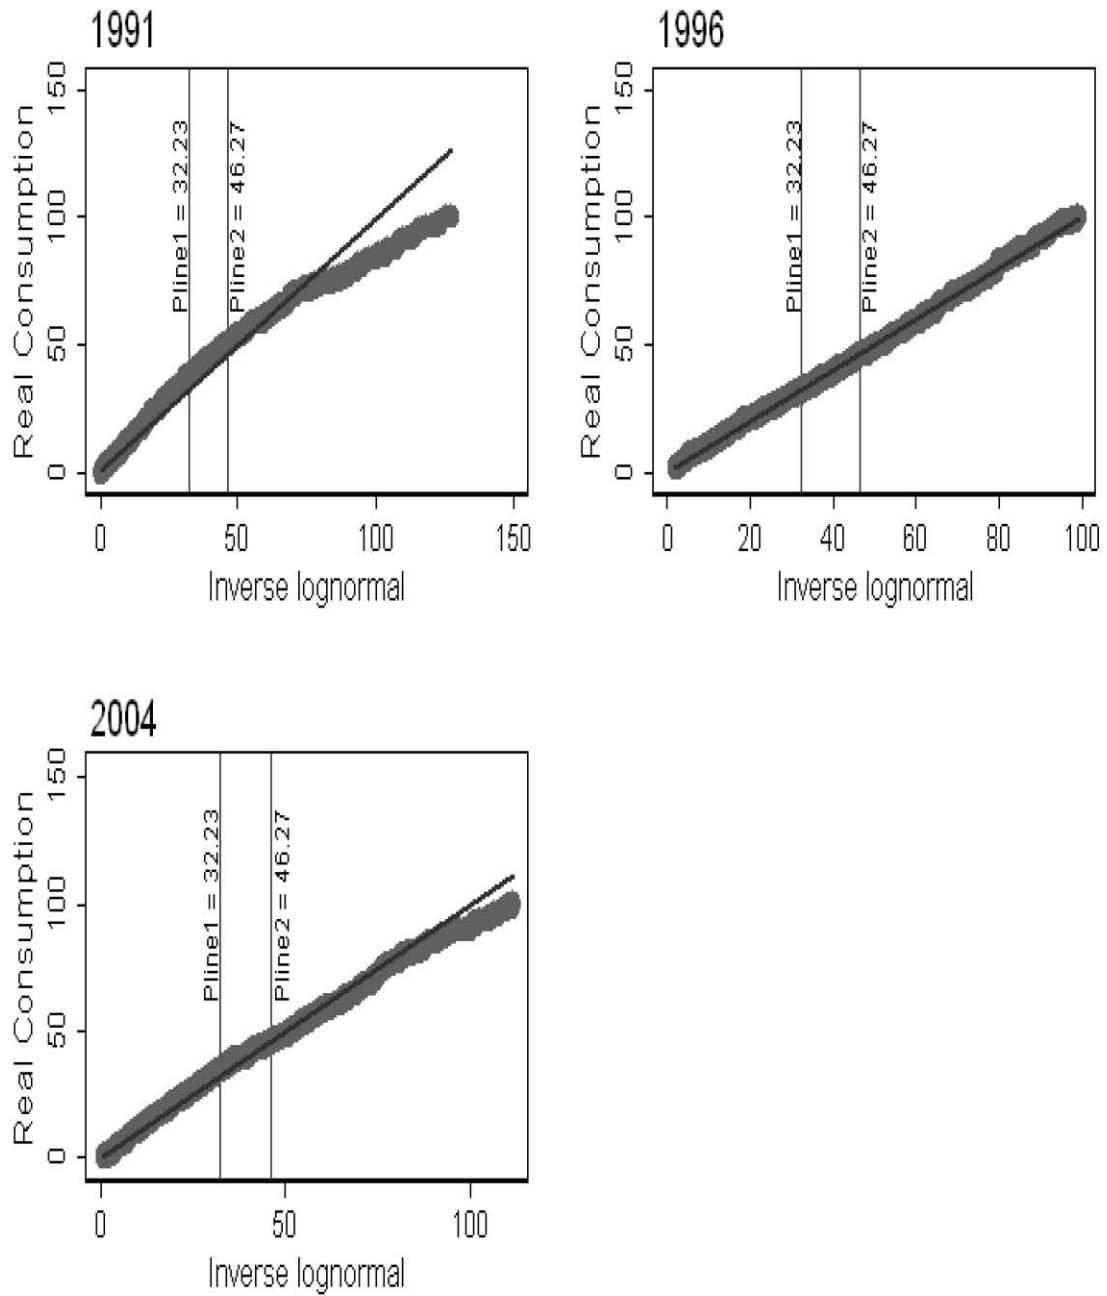 1991
Real Consumption
0 50 100 150
Pline1 = 32.23
Pline2 = 46.27
0 50 100 150
Inverse lognormal
1996
Real Consumption
0 50 100 150
Pline1 = 32.23
Pline2 = 46.27
0 20 40 60 80 100
Inverse lognormal
2004
Real Consumption
0 50 100 150
Pline1 = 32.23
Pline2 = 46.27
0 50 100
Inverse lognormal